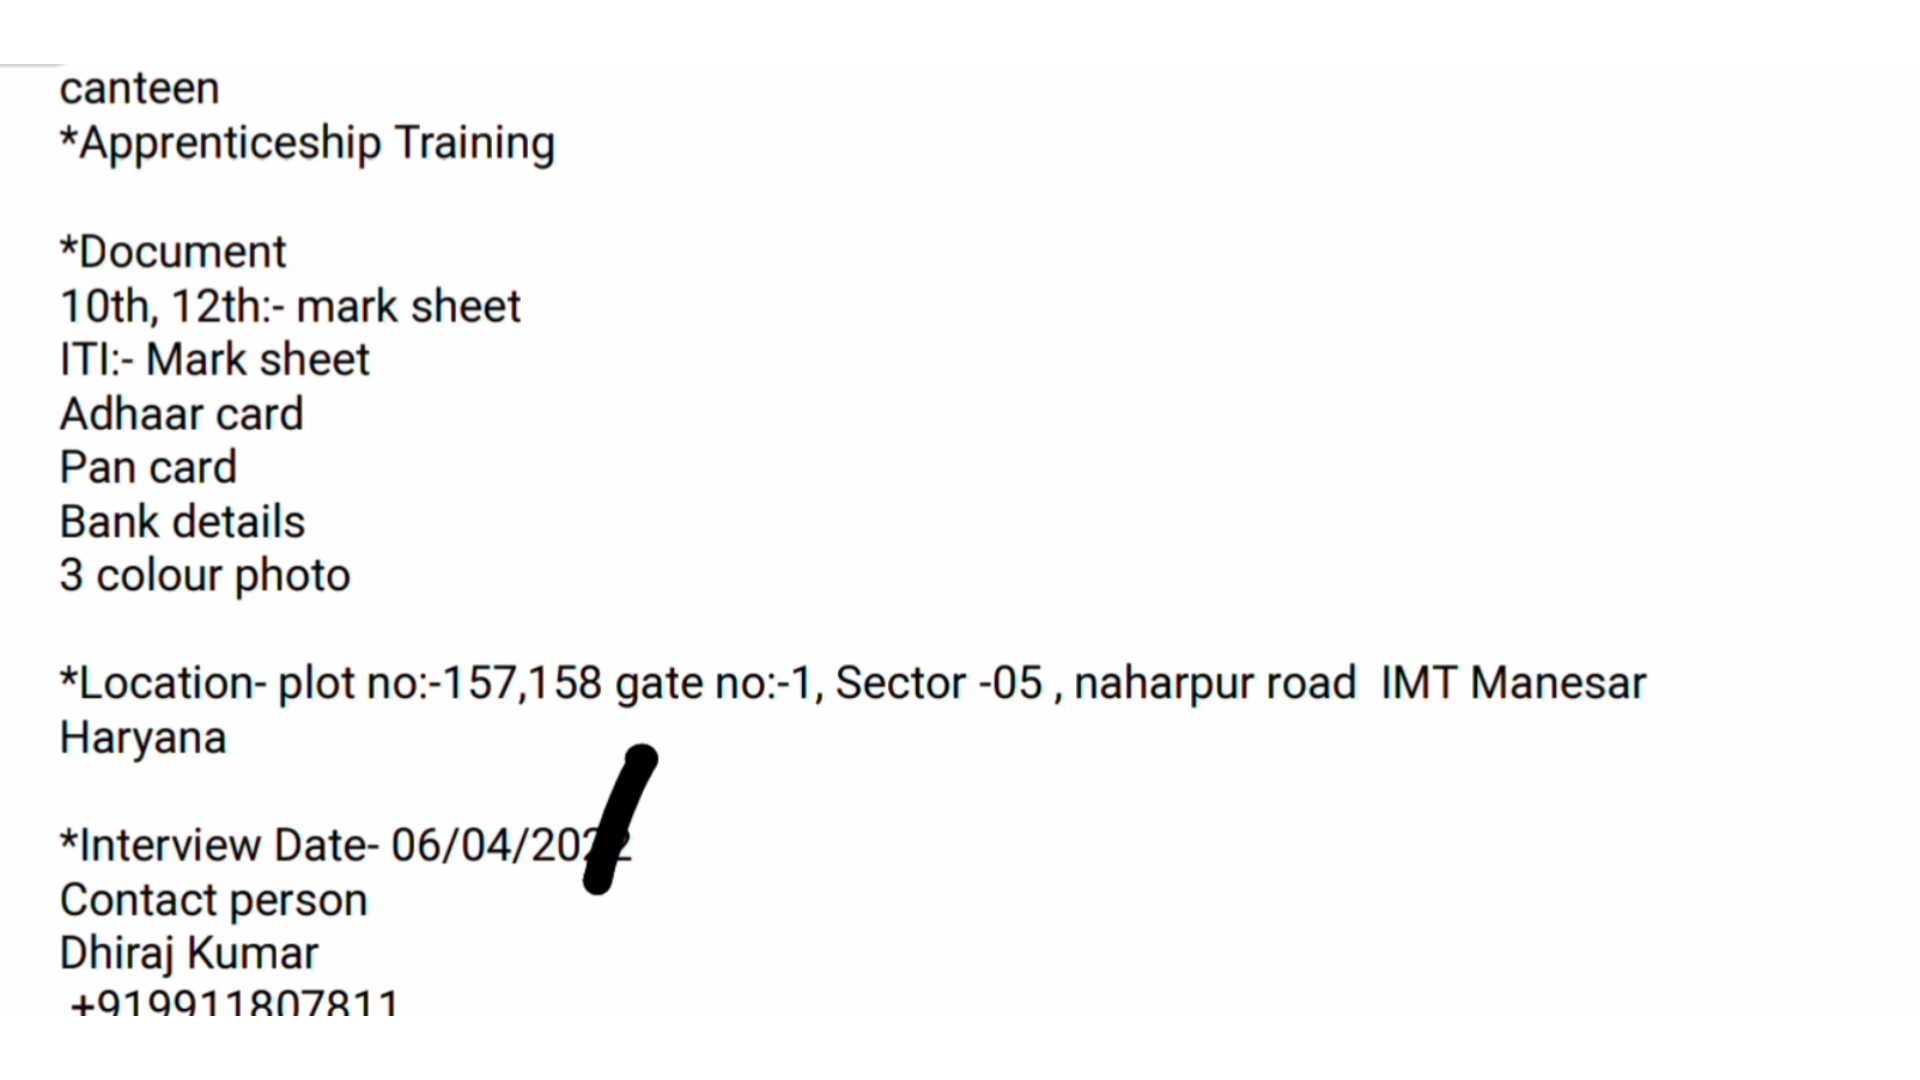 canteen
*Apprenticeship Training
*Document
10th, 12th:- mark sheet
ITI:- Mark sheet
Adhaar card
Pan card
Bank details
3 colour photo
*Location- plot no:-157,158 gate no:-1, Sector -05 , naharpur road  IMT Manesar
Haryana
*Interview Date- 06/04/2022
Contact person
Dhiraj Kumar
+919911807811